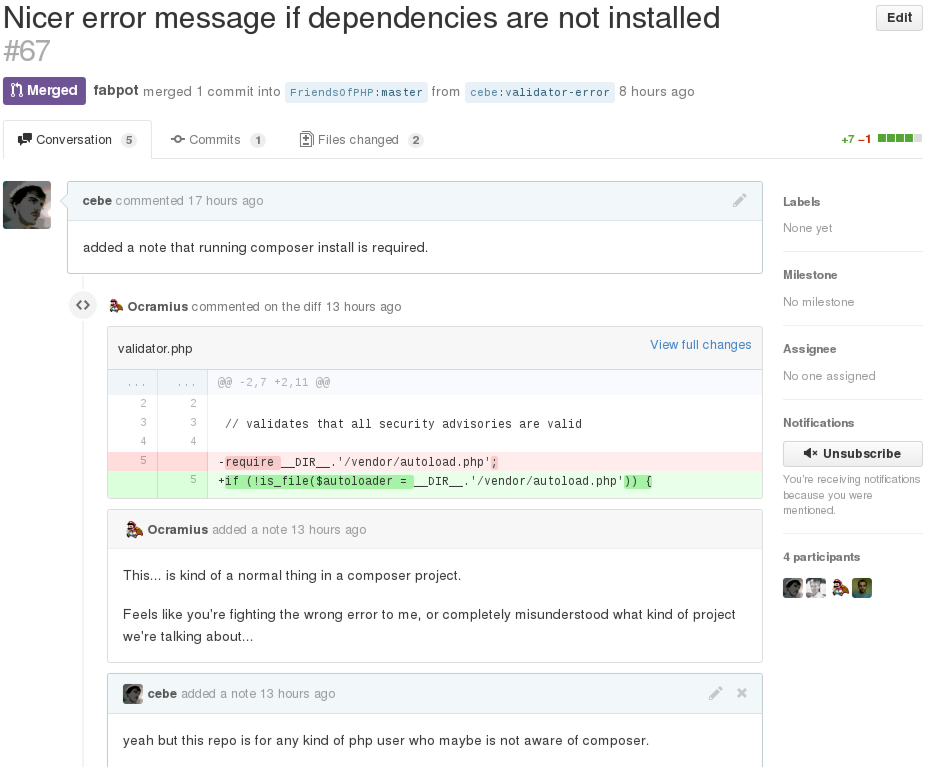 Nicer error message if dependencies are not installed
#67
Edit
Merged fabpot merged 1 commit into FriendsOfPHP:master from cebe:validator-error 8 hours ago
Conversation 5 Commits 1 Files changed 2 +7 −1
cebe commented 17 hours ago
added a note that running composer install is required.
Ocramius commented on the diff 13 hours ago
validator.php View full changes
... ... @@ -2,7 +2,11 @@
2 2
3 3 // validates that all security advisories are valid
4 4
5 -require __DIR__.'/vendor/autoload.php';
5 +if (!is_file($autoloader = __DIR__.'/vendor/autoload.php')) {
Ocramius added a note 13 hours ago
This... is kind of a normal thing in a composer project.
Feels like you're fighting the wrong error to me, or completely misunderstood what kind of project
we're talking about...
cebe added a note 13 hours ago
yeah but this repo is for any kind of php user who maybe is not aware of composer.
Labels
None yet
Milestone
No milestone
Assignee
No one assigned
Notifications
Unsubscribe
You're receiving notifications
because you were
mentioned.
4 participants